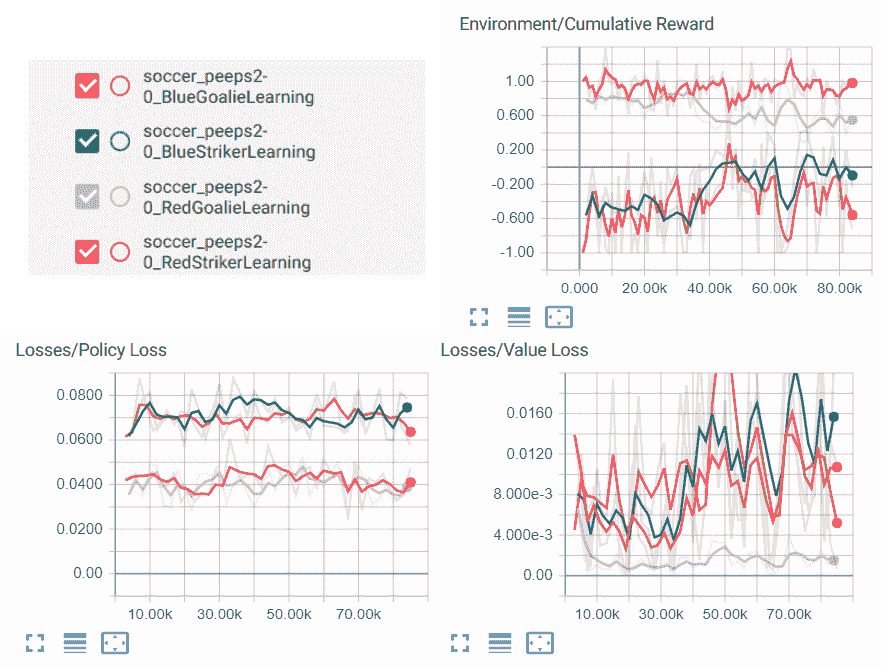 soccer_peeps2-
0_BlueGoalieLearning
soccer_peeps2-
0_BlueStrikerLearning
soccer_peeps2-
0_RedGoalieLearning
soccer_peeps2-
0_RedStrikerLearning
Environment/Cumulative Reward
1.00
0.600
0.200
-0.200
-0.600
-1.00
0.000 20.00k 40.00k 60.00k 80.00k
Losses/Policy Loss
0.0800
0.0600
0.0400
0.0200
0.00
10.00k 30.00k 50.00k 70.00k
Losses/Value Loss
0.0160
0.0120
8.000e-3
4.000e-3
0.00
10.00k 30.00k 50.00k 70.00k